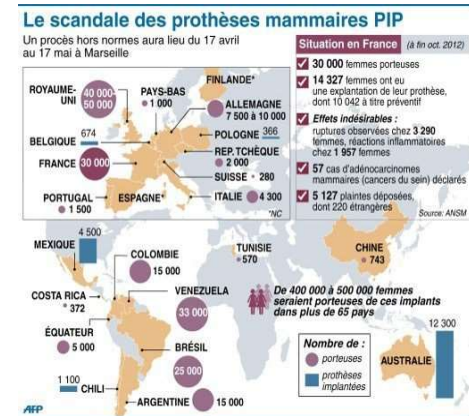 Le scandale des prothèses mammaires PIP
Un procès hors normes aura lieu du 17 avril
au 17 mai à Marseille
Situation en France (à fin oct. 2012)
30 000 femmes porteuses
14 327 femmes ont eu
une explantation de leur prothèse,
dont 10 042 à titre préventif
Effets indésirables :
ruptures observées chez 3 290
femmes, réactions inflammatoires
chez 1 957 femmes
57 cas d'adénocarcinomes
mammaires (cancers du sein) déclarés
5 127 plaintes déposées,
dont 220 étrangères
Source: ANSM
ROYAUME-
UNI
40 000-
50 000
PAYS-BAS
1 000
FINLANDE*
ALLEMAGNE
7 500 à 10 000
BELGIQUE
674
POLOGNE
366
FRANCE
30 000
REP. TCHÈQUE
2 000
SUISSE
280
PORTUGAL
1 500
ESPAGNE*
ITALIE
4 300
*NC
MEXIQUE
4 500
COLOMBIE
15 000
TUNISIE
570
CHINE
743
COSTA RICA
372
VENEZUELA
33 000
De 400 000 à 500 000 femmes
seraient porteuses de ces implants
dans plus de 65 pays
ÉQUATEUR
5 000
BRÉSIL
25 000
Nombre de :
porteuses
prothèses
implantées
12 300
AUSTRALIE
1 100
CHILI
ARGENTINE
15 000
AFP